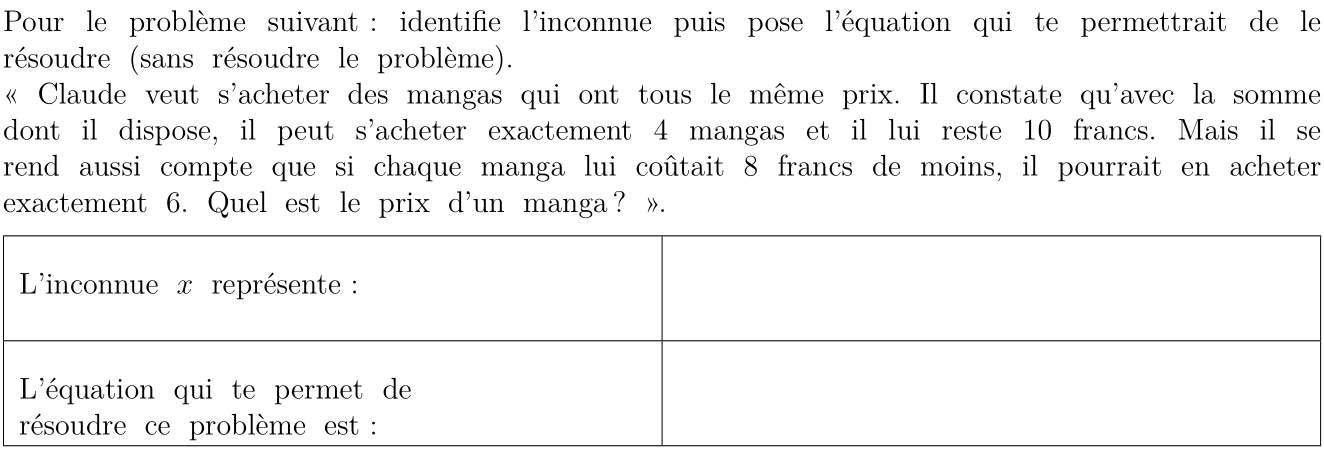 Pour le problème suivant : identifie l'inconnue puis pose l'équation qui te permettrait de le
résoudre (sans résoudre le problème).
« Claude veut s'acheter des mangas qui ont tous le même prix. Il constate qu'avec la somme
dont il dispose, il peut s'acheter exactement 4 mangas et il lui reste 10 francs. Mais il se
rend aussi compte que si chaque manga lui coûtait 8 francs de moins, il pourrait en acheter
exactement 6. Quel est le prix d'un manga ? ».
L'inconnue x représente :
L'équation qui te permet de
résoudre ce problème est :